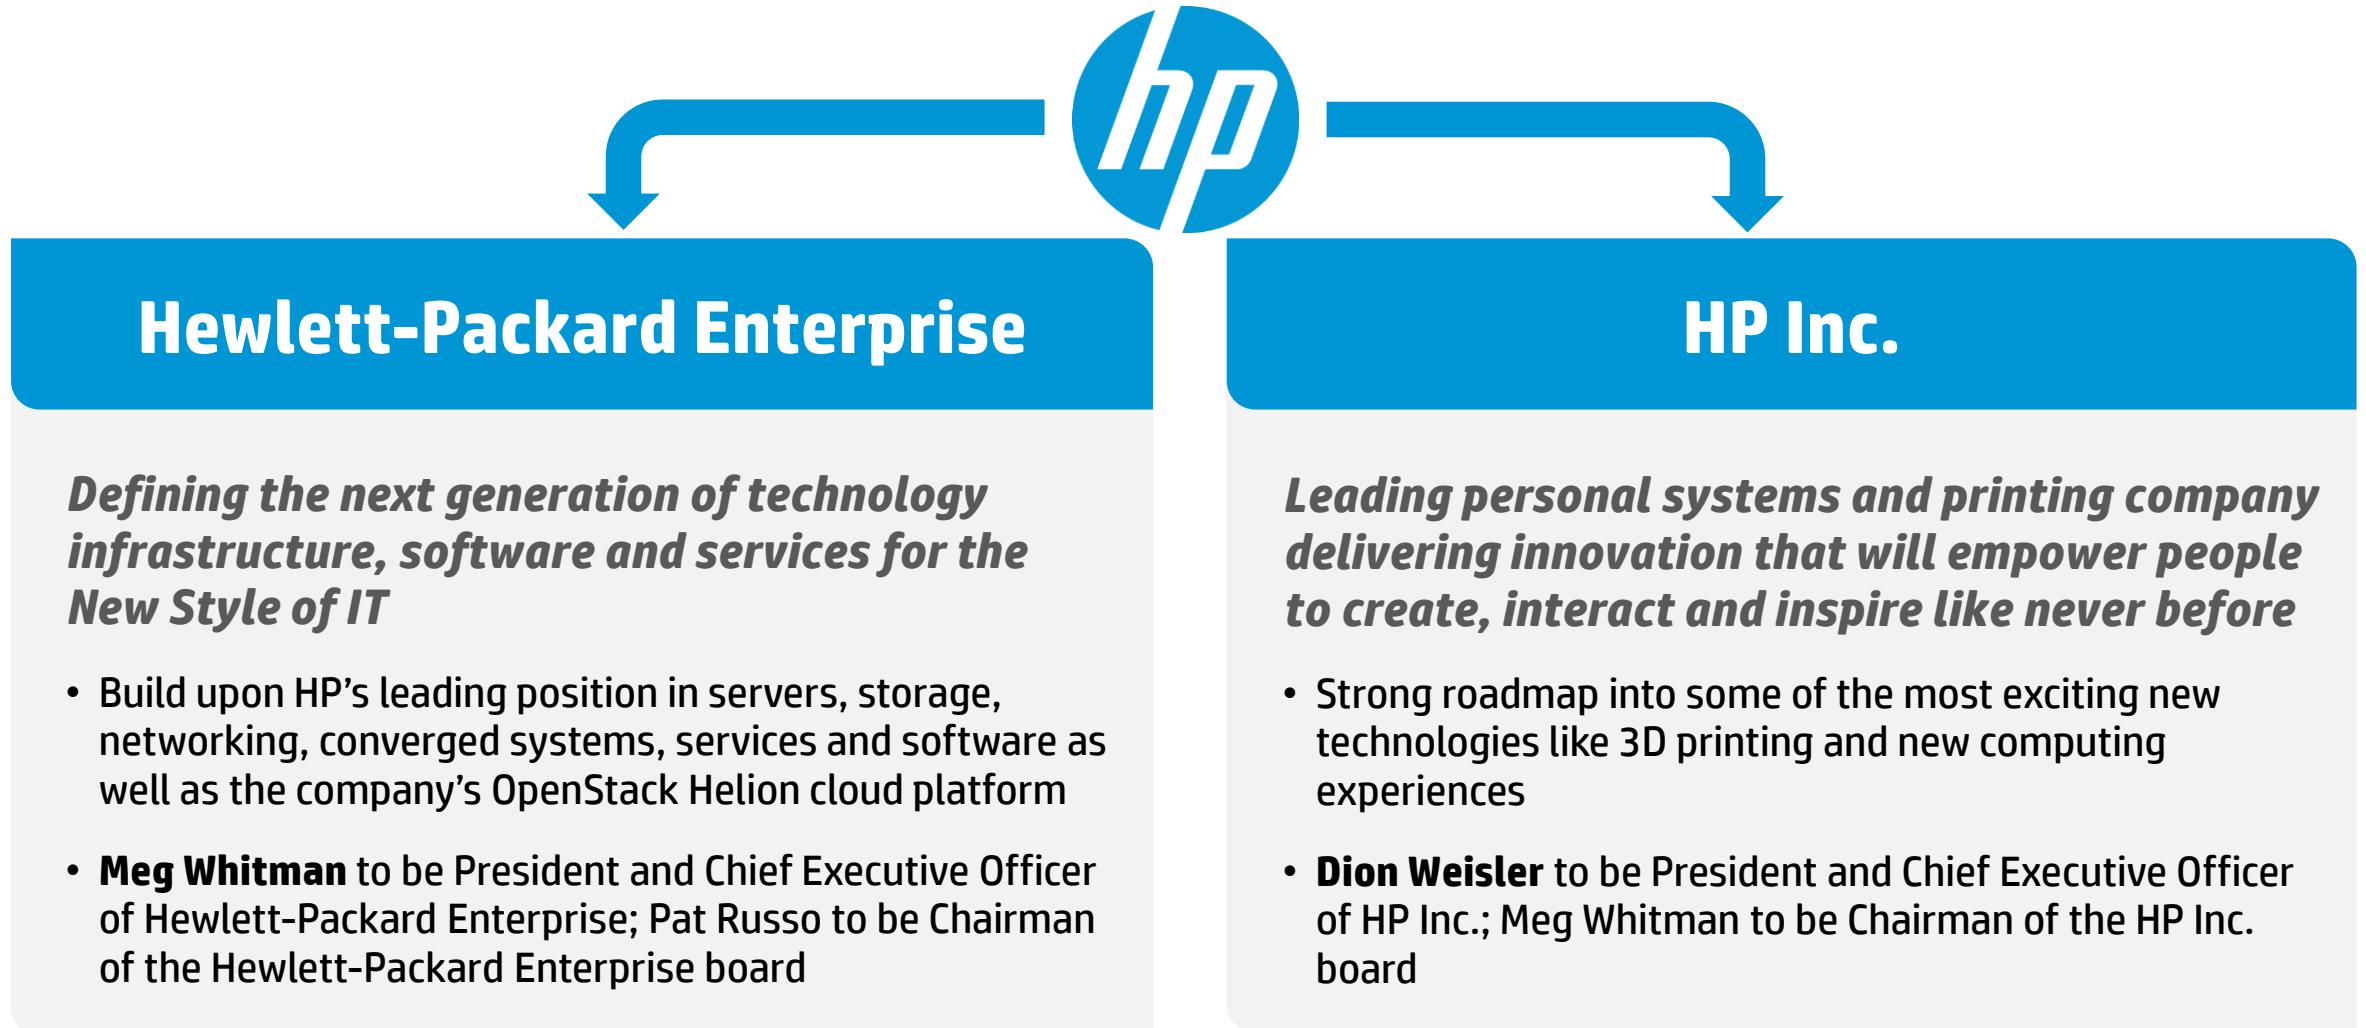 hp
Hewlett-Packard Enterprise
Defining the next generation of technology
infrastructure, software and services for the
New Style of IT
• Build upon HP’s leading position in servers, storage,
networking, converged systems, services and software as
well as the company’s OpenStack Helion cloud platform
• Meg Whitman to be President and Chief Executive Officer
of Hewlett-Packard Enterprise; Pat Russo to be Chairman
of the Hewlett-Packard Enterprise board
HP Inc.
Leading personal systems and printing company
delivering innovation that will empower people
to create, interact and inspire like never before
• Strong roadmap into some of the most exciting new
technologies like 3D printing and new computing
experiences
• Dion Weisler to be President and Chief Executive Officer
of HP Inc.; Meg Whitman to be Chairman of the HP Inc.
board